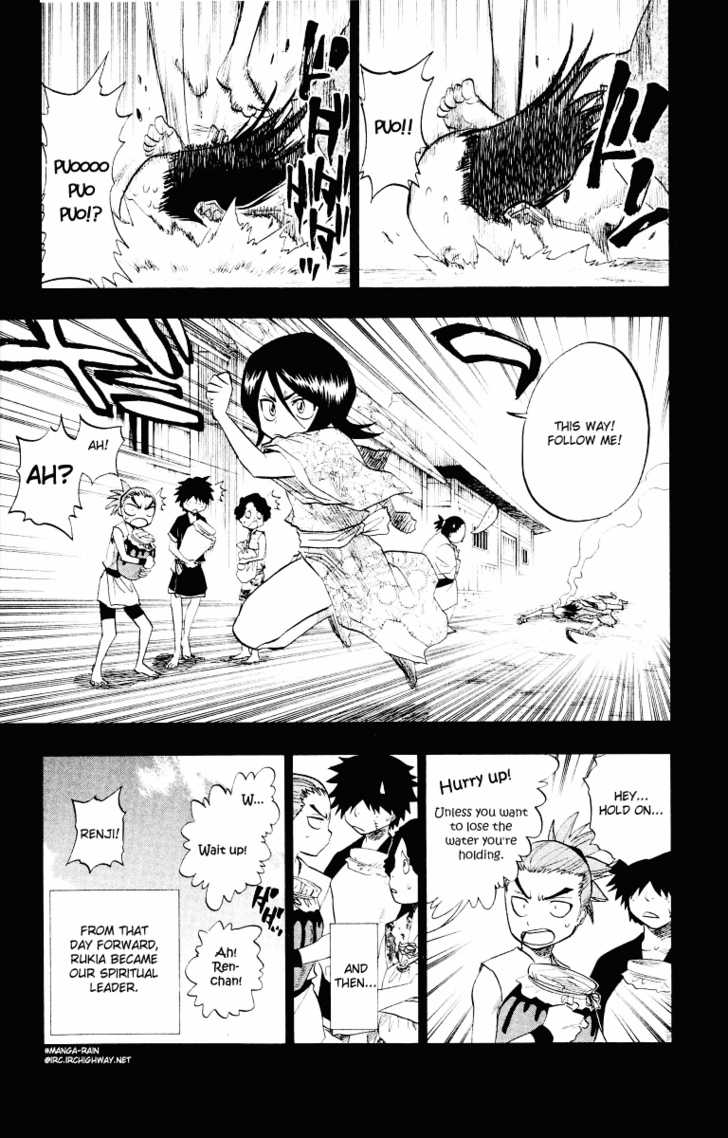 PUO!!
PUOOOO
PUO
PUO!?
THIS WAY!
FOLLOW ME!
AH!
AH?
HEY...
HOLD ON...
Hurry up!
Unless you want
to lose the
water you're
holding.
AND
THEN...
W...
Wait up!
Ah!
Ren-
chan!
RENJI!
FROM THAT
DAY FORWARD,
RUKIA BECAME
OUR SPIRITUAL
LEADER.
#MANGA-RAIN
@IRC.IRCHIGHWAY.NET